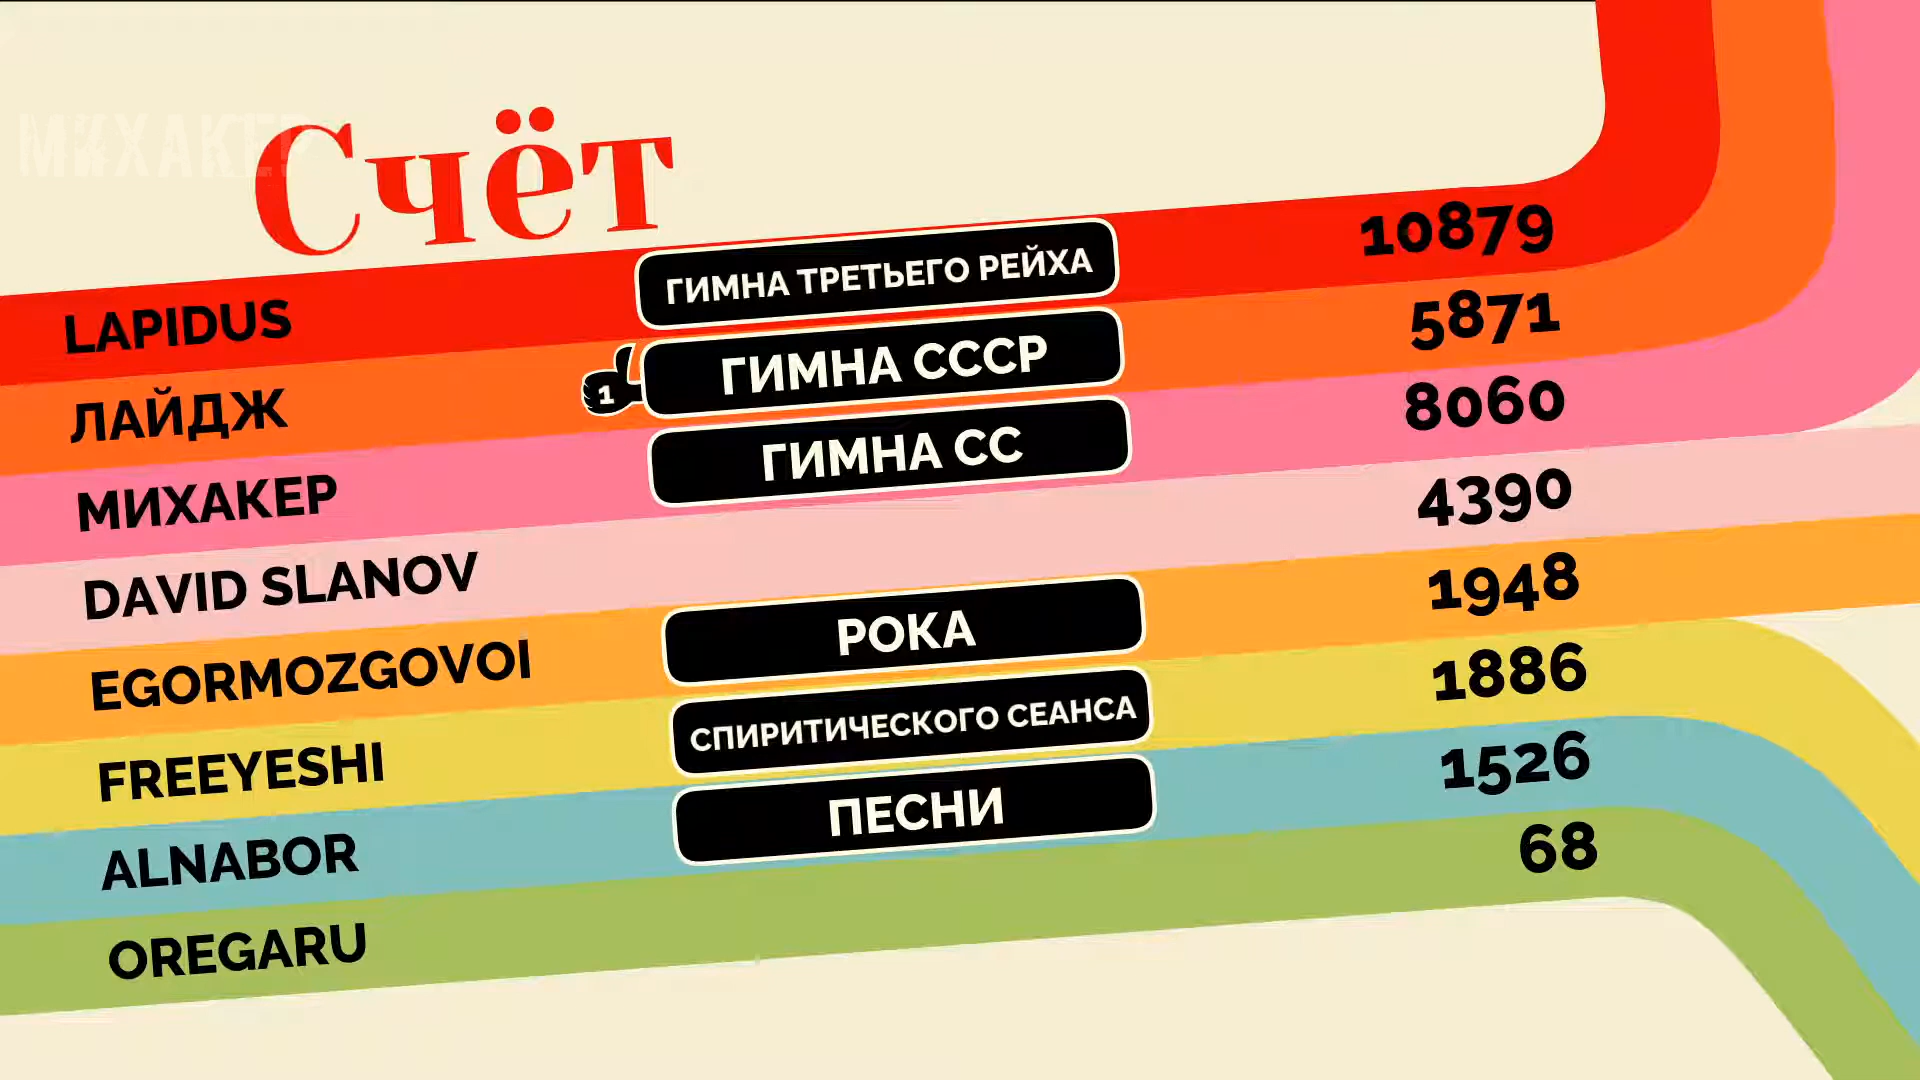 МИХАКЕР
Счёт
LAPIDUS ГИМНА ТРЕТЬЕГО РЕЙХА 10879
ЛАЙДЖ 1 ГИМНА СССР 5871
МИХАКЕР ГИМНА СС 8060
DAVID SLANOV 4390
EGORMOZGOVOI РОКА 1948
FREEYESHI СПИРИТИЧЕСКОГО СЕАНСА 1886
ALNABOR ПЕСНИ 1526
OREGARU 68